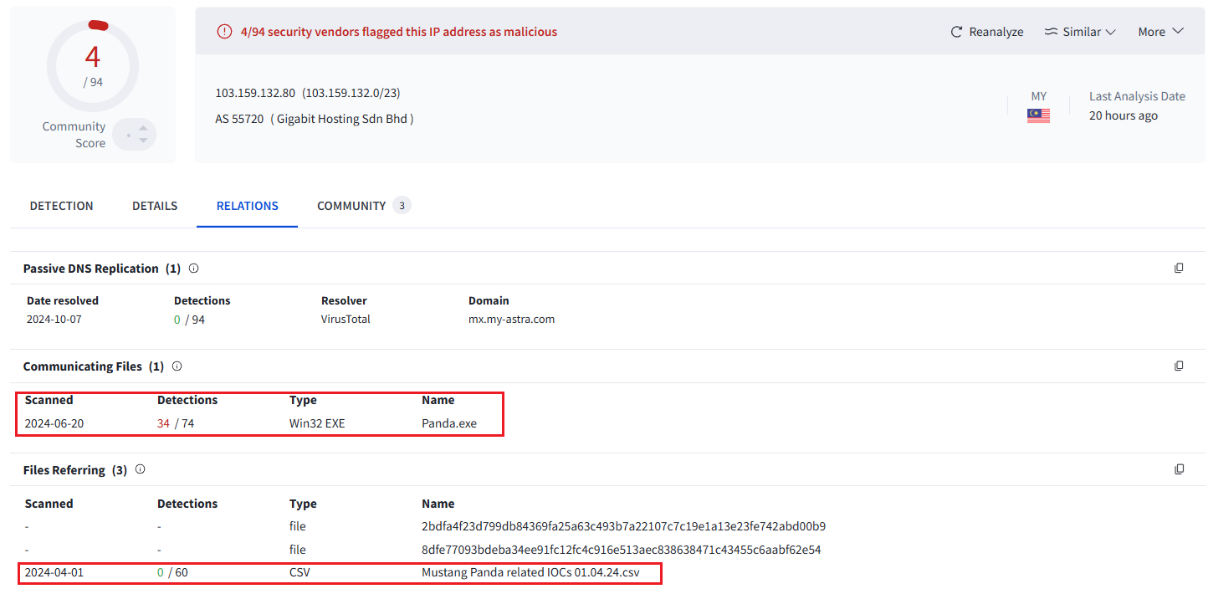 4
/ 94
Community
Score
4/94 security vendors flagged this IP address as malicious
Reanalyze
Similar
More
103.159.132.80 (103.159.132.0/23)
AS 55720 ( Gigabit Hosting Sdn Bhd )
MY
Last Analysis Date
20 hours ago
DETECTION DETAILS RELATIONS COMMUNITY 3
Passive DNS Replication (1)
Date resolved Detections Resolver Domain
2024-10-07 0 / 94 VirusTotal mx.my-astra.com
Communicating Files (1)
Scanned Detections Type Name
2024-06-20 34 / 74 Win32 EXE Panda.exe
Files Referring (3)
Scanned Detections Type Name
- - file 2bdfa4f23d799db84369fa25a63c493b7a22107c7c19e1a13e23fe742abd00b9
- - file 8dfe77093bdeba34ee91fc12fc4c916e513aec838638471c43455c6aabf62e54
2024-04-01 0 / 60 CSV Mustang Panda related IOCs 01.04.24.csv